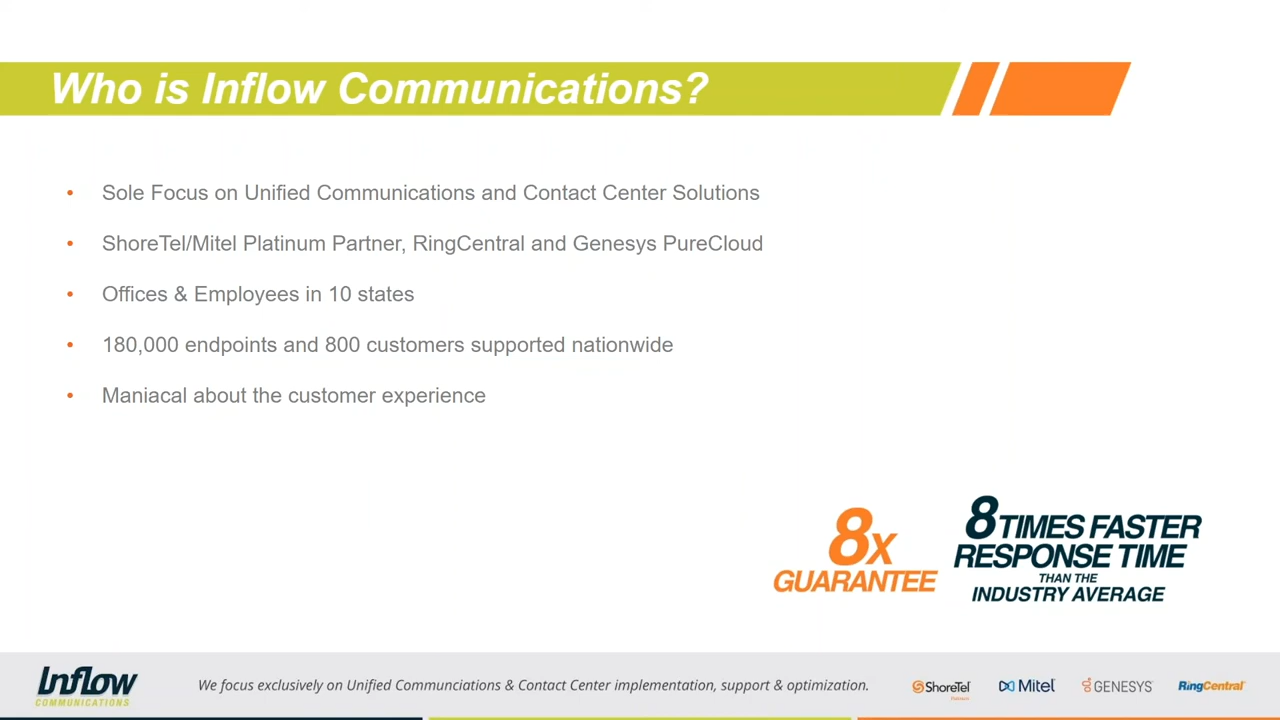 Who is Inflow Communications?
• Sole Focus on Unified Communications and Contact Center Solutions
• ShoreTel/Mitel Platinum Partner, RingCentral and Genesys PureCloud
• Offices & Employees in 10 states
• 180,000 endpoints and 800 customers supported nationwide
• Maniacal about the customer experience
8x
GUARANTEE
8 TIMES FASTER
RESPONSE TIME
THAN THE
INDUSTRY AVERAGE
Inflow
COMMUNICATIONS
We focus exclusively on Unified Communciations & Contact Center implementation, support & optimization.
ShoreTel
Mitel
GENESYS
RingCentral